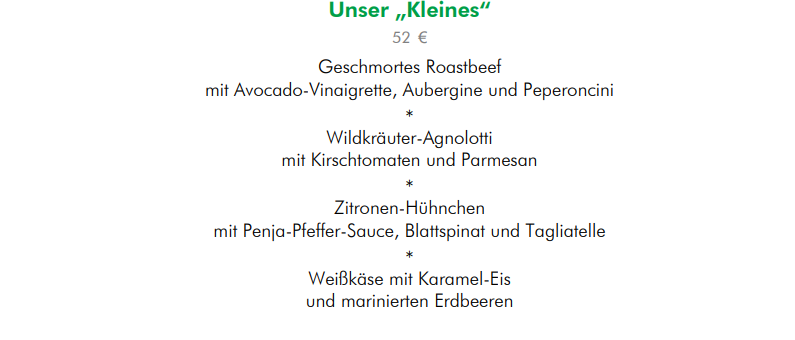 Unser „Kleines“
52 €
Geschmortes Roastbeef
mit Avocado-Vinaigrette, Aubergine und Peperoncini
*
Wildkräuter-Agnolotti
mit Kirschtomaten und Parmesan
*
Zitronen-Hühnchen
mit Penja-Pfeffer-Sauce, Blattspinat und Tagliatelle
*
Weißkäse mit Karamel-Eis
und marinierten Erdbeeren